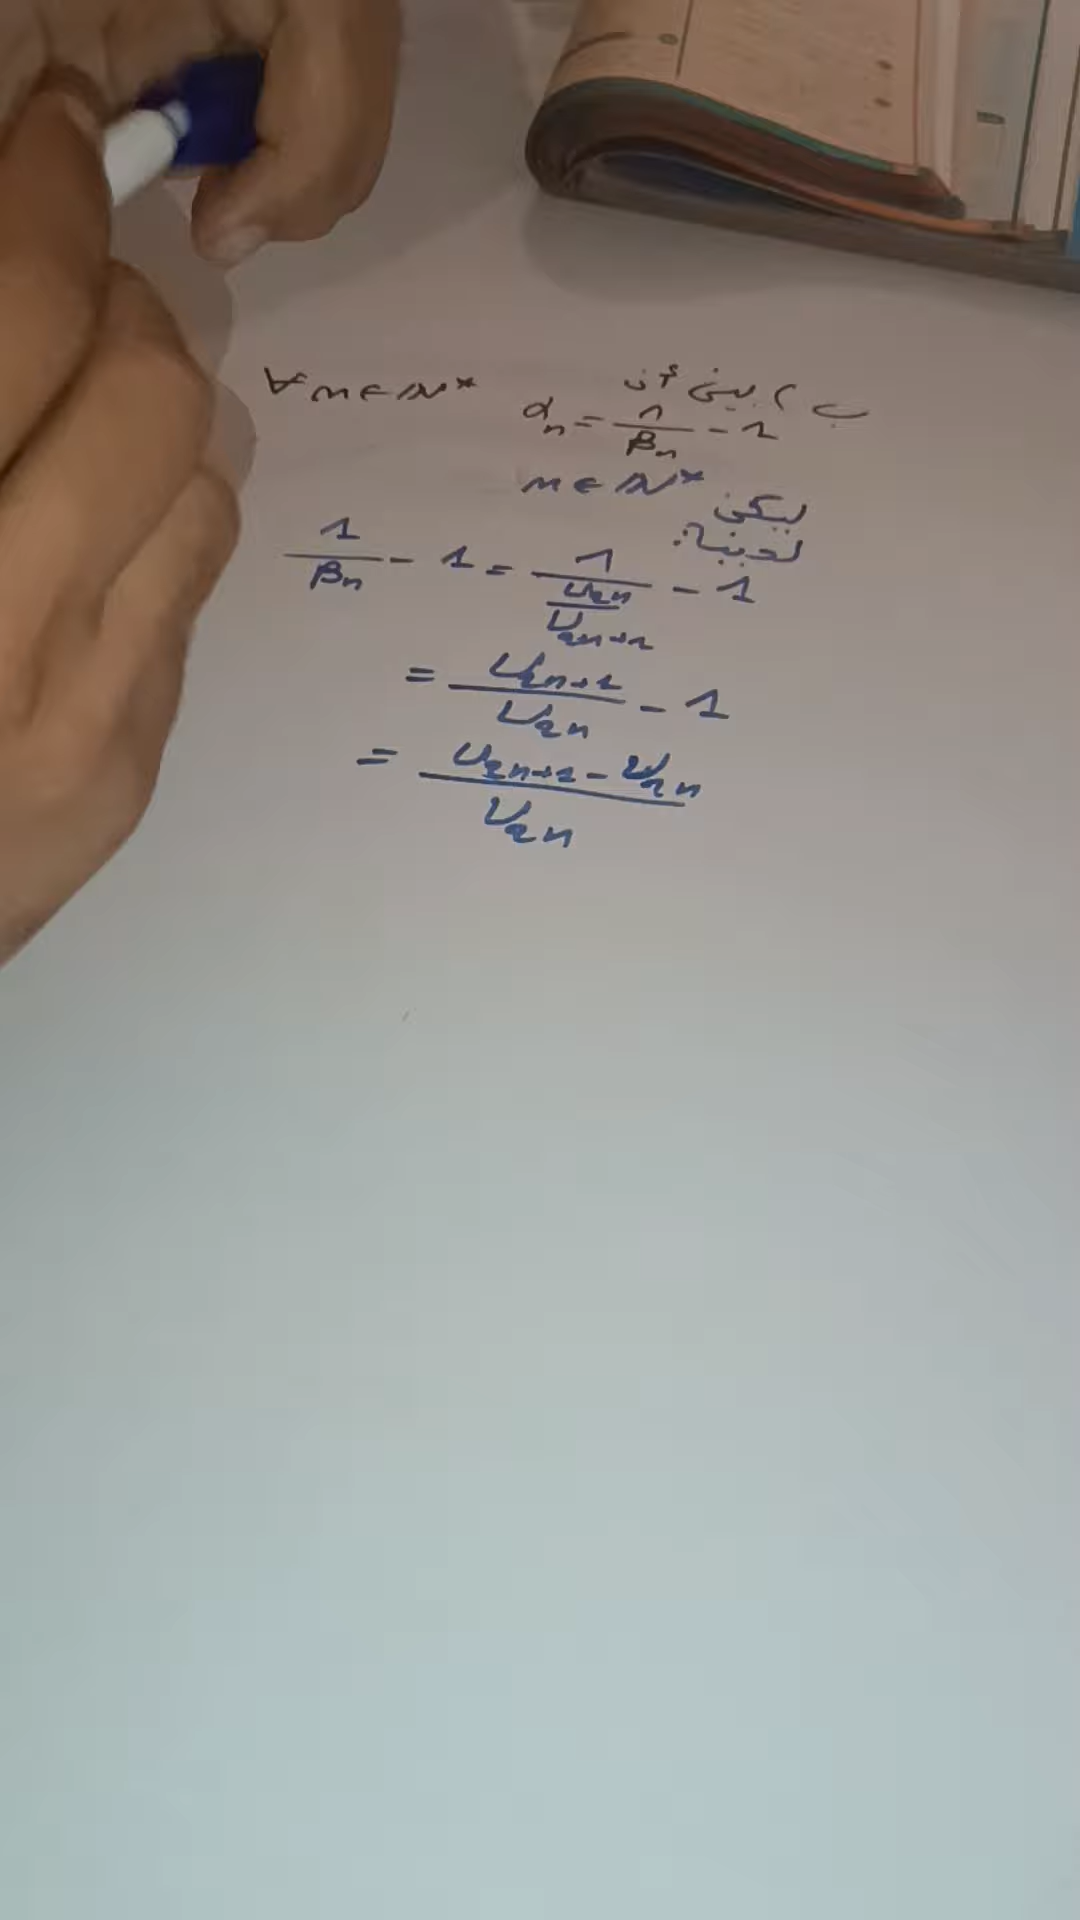 ب) بين أن ∀n∈ℕ*
αₙ = 1/βₙ - 1
ليكن n∈ℕ*
لدينا:
1/βₙ - 1 = 1/(U₂ₙ/U₂ₙ₊₁) - 1
= U₂ₙ₊₁/U₂ₙ - 1
= (U₂ₙ₊₁ - U₂ₙ)/U₂ₙ